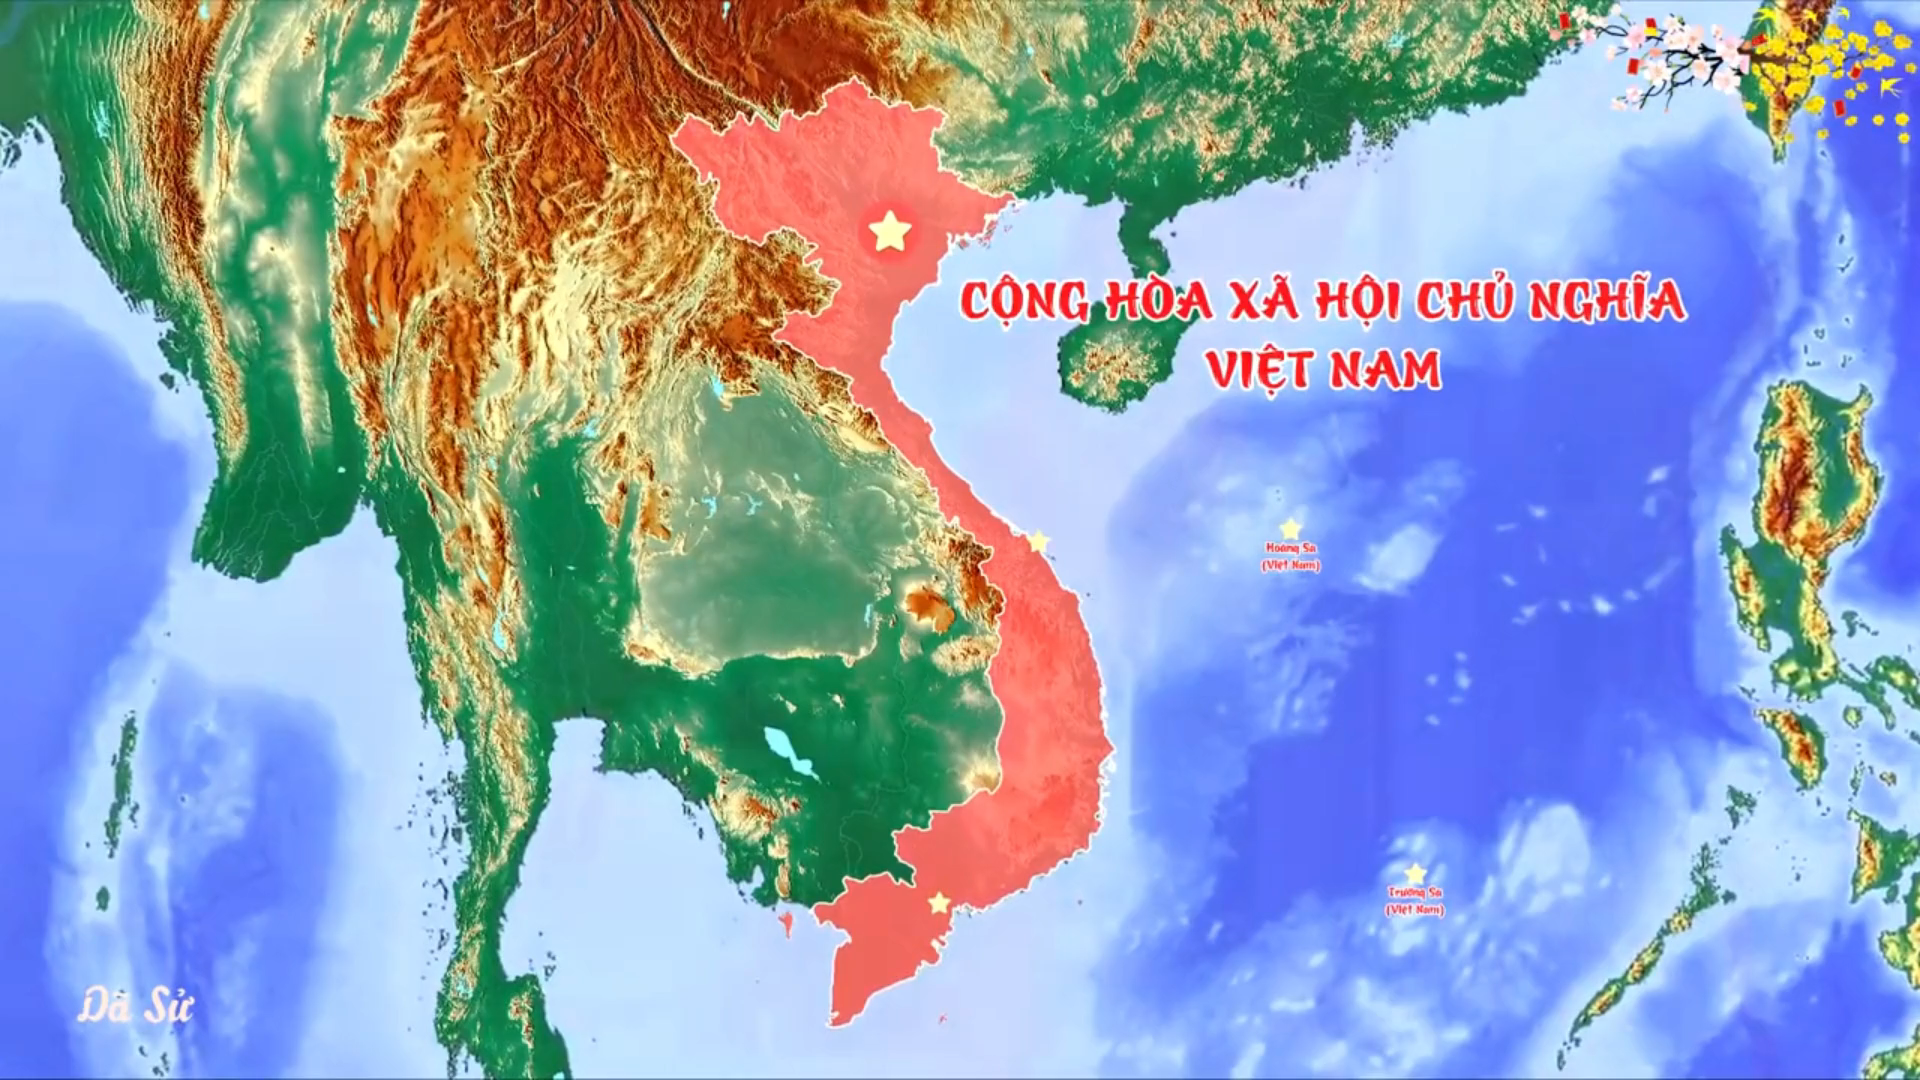 CỘNG HÒA XÃ HỘI CHỦ NGHĨA
VIỆT NAM
Hoàng Sa
(Việt Nam)
Trường Sa
(Việt Nam)
Dã Sử